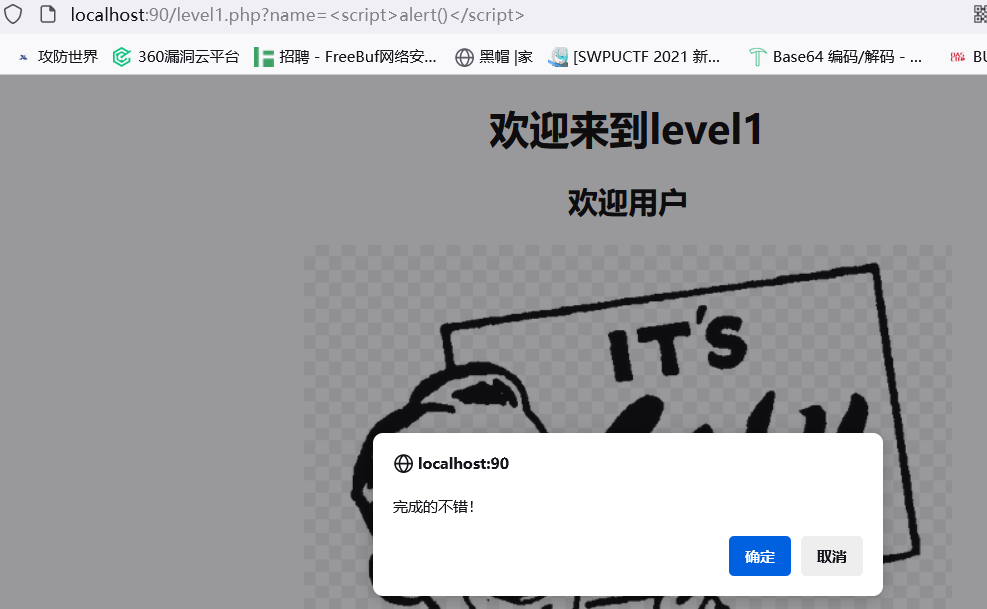 localhost:90/level1.php?name=<script>alert()</script>
攻防世界 360漏洞云平台 招聘 - FreeBuf网络安... 黑帽 |家 [SWPUCTF 2021 新... Base64 编码/解码 - ... BU
欢迎来到level1
欢迎用户
IT'S
localhost:90
完成的不错!
确定 取消